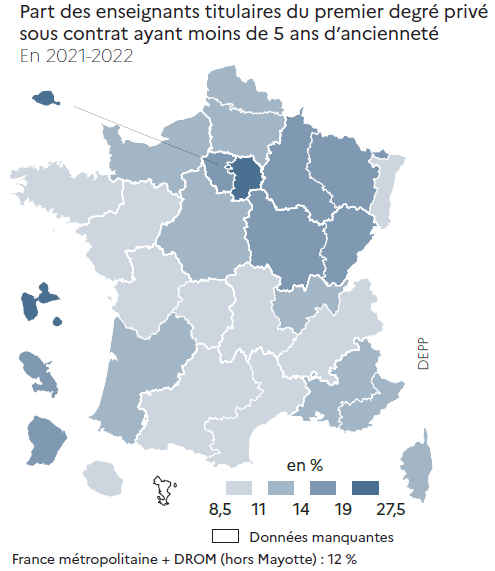 Part des enseignants titulaires du premier degré privé
sous contrat ayant moins de 5 ans d'ancienneté
En 2021-2022
DEPP
en %
8,5 11 14 19 27,5
Données manquantes
France métropolitaine + DROM (hors Mayotte) : 12 %